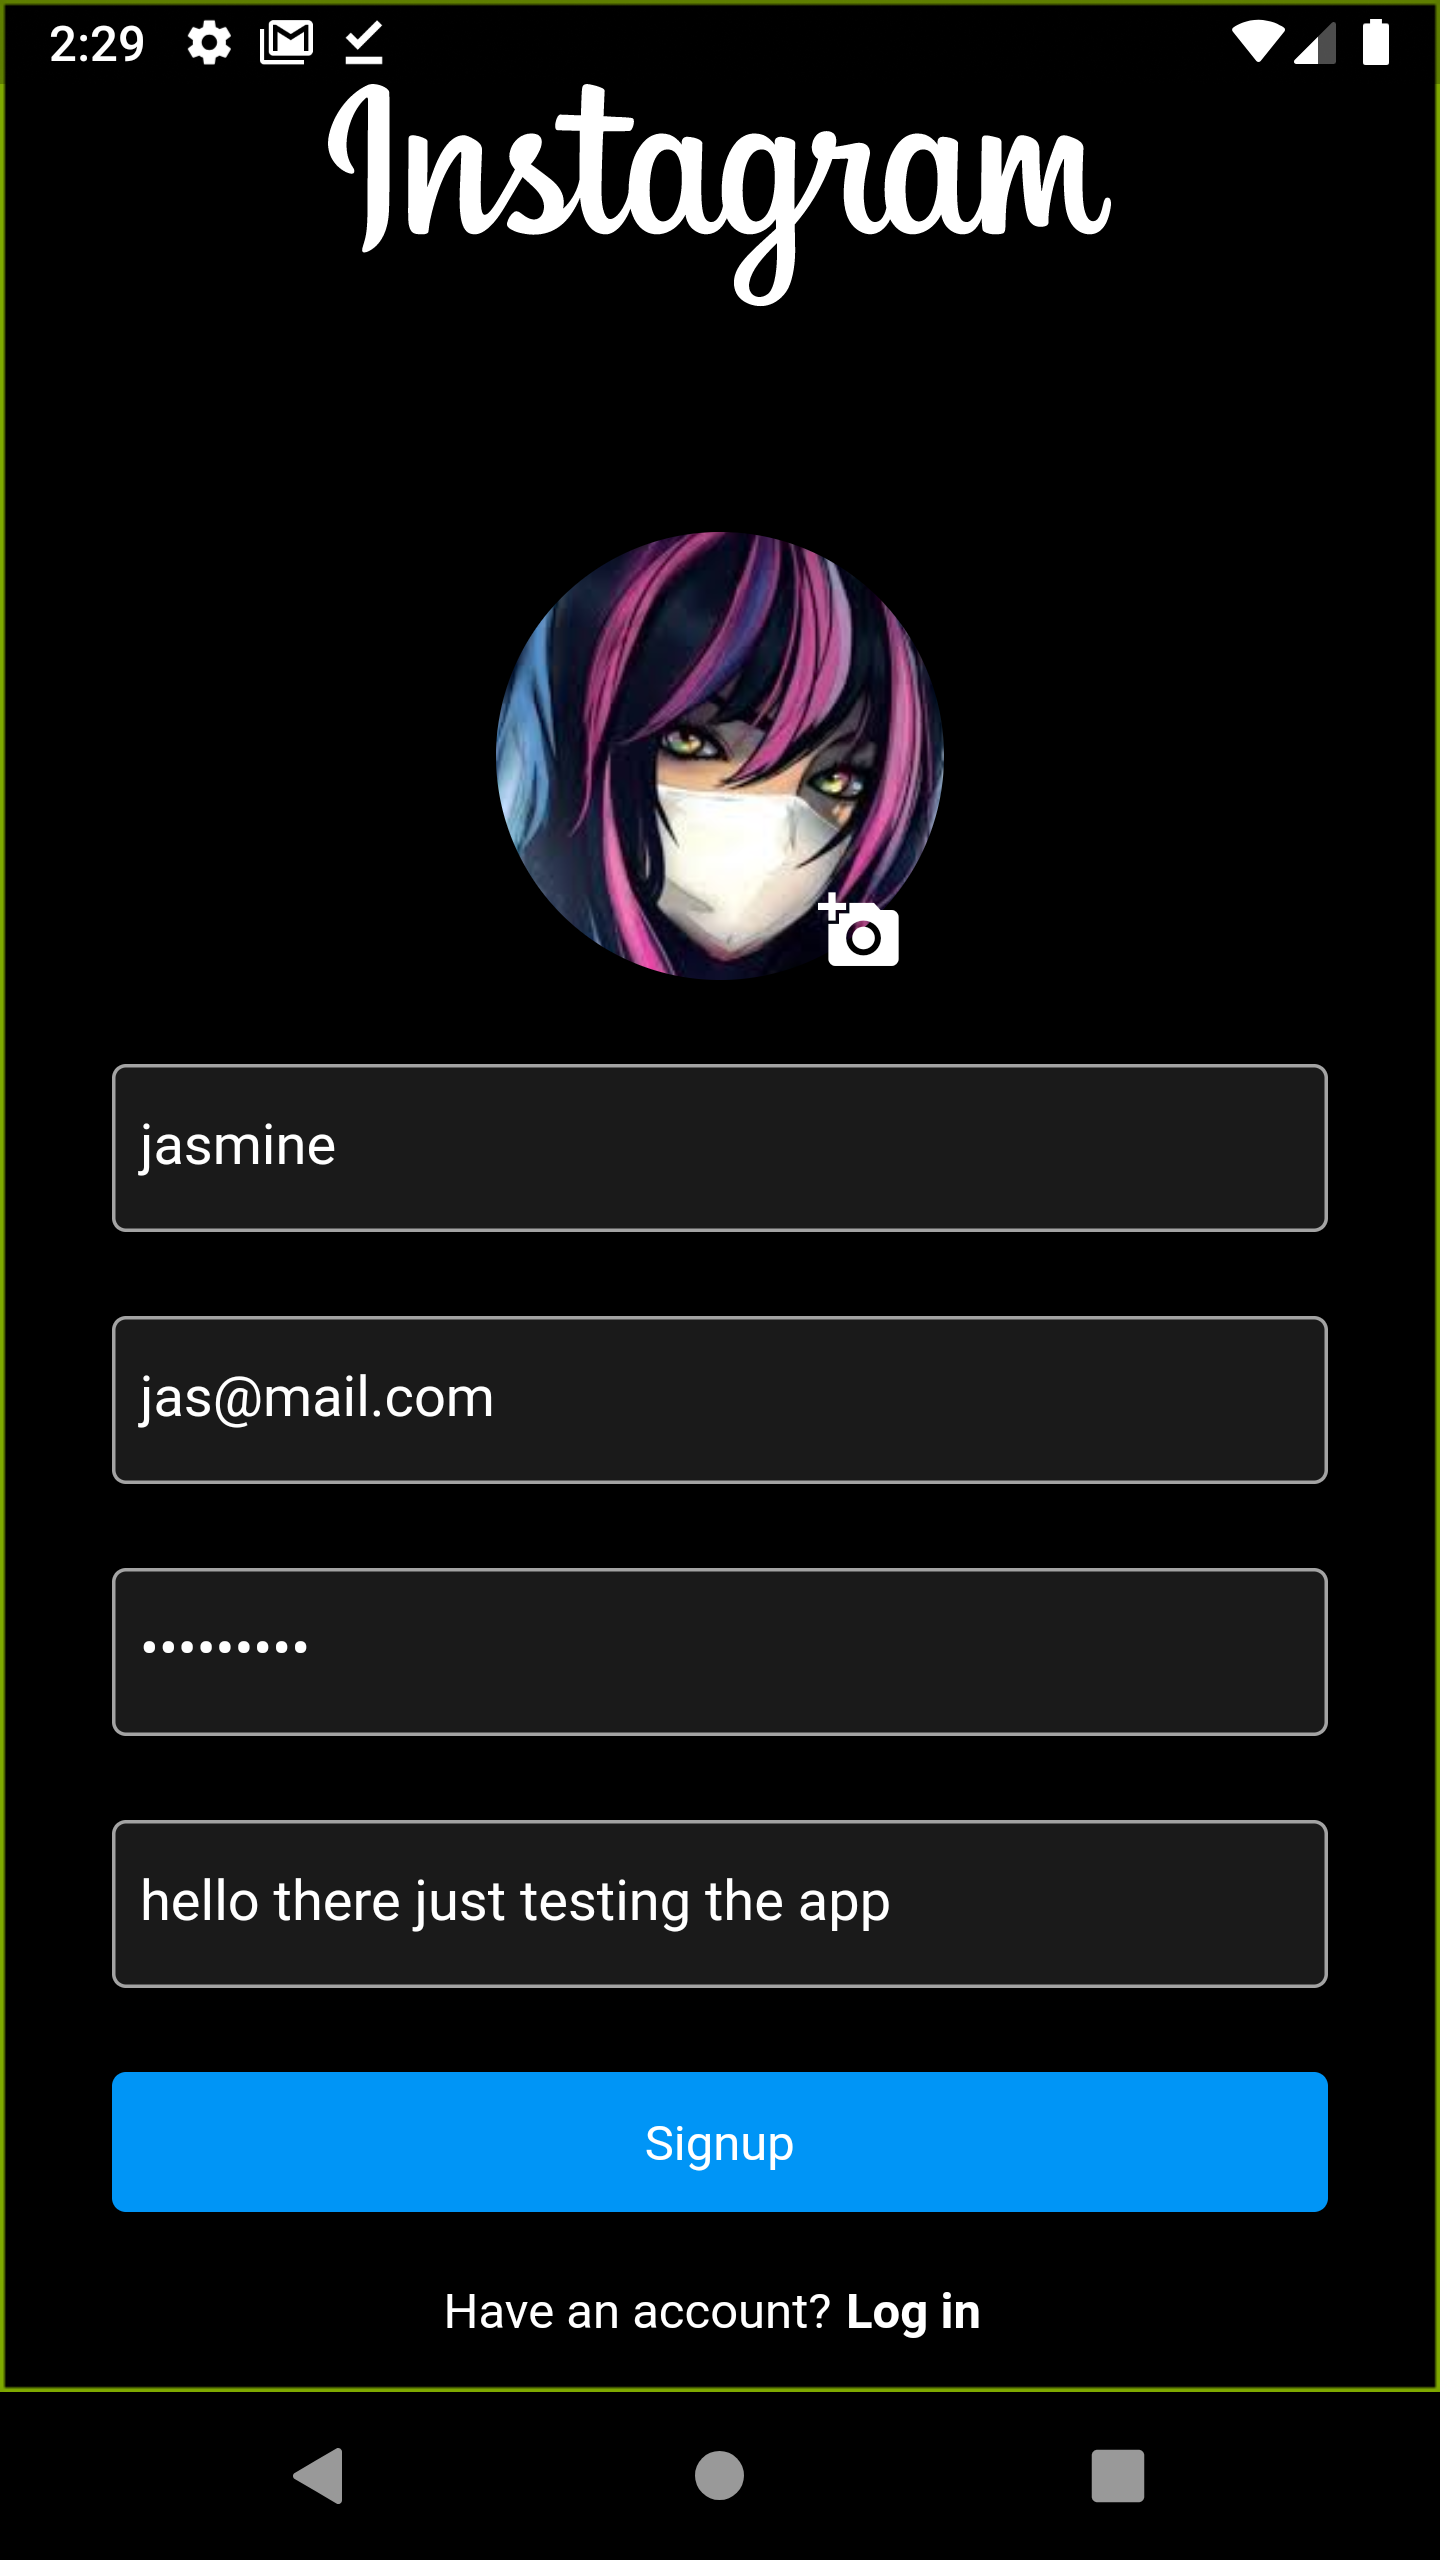 2:29
Instagram
jasmine
jas@mail.com
•••••••••
hello there just testing the app
Signup
Have an account? Log in